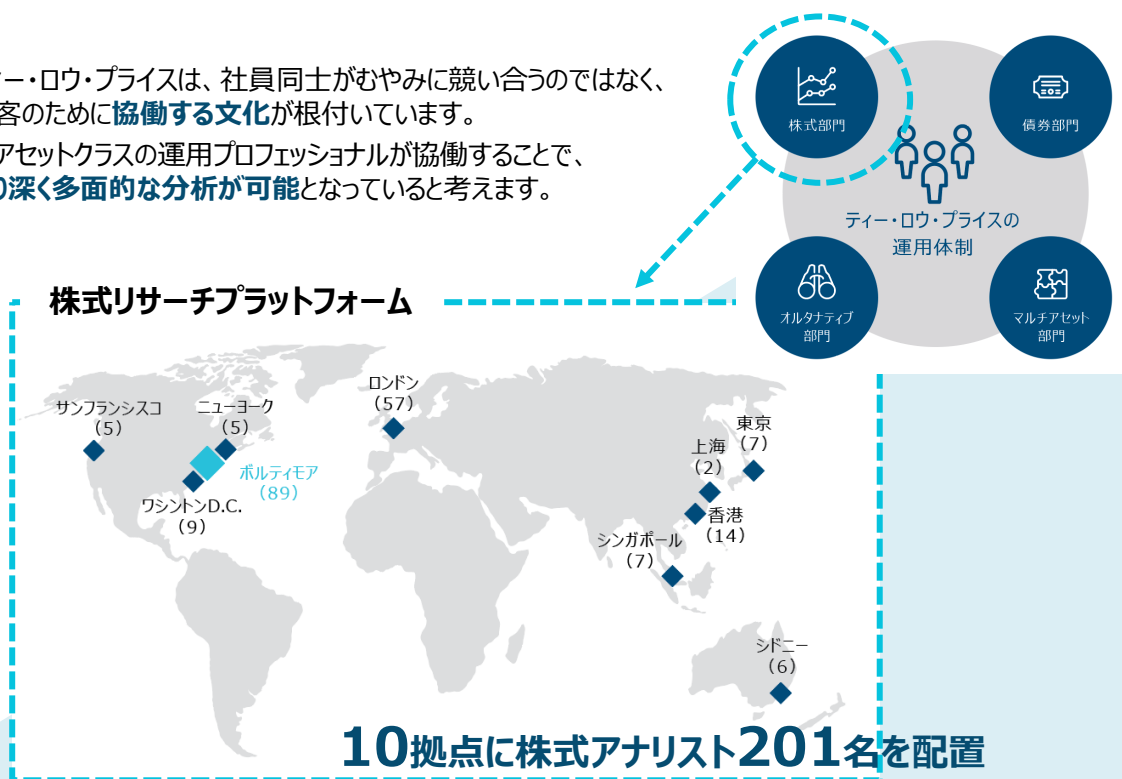 ー・ロウ・プライスは、社員同士がむやみに競い合うのではなく、
客のために協働する文化が根付いています。
アセットクラスの運用プロフェッショナルが協働することで、
り深く多面的な分析が可能となっていると考えます。
株式部門
債券部門
ティー・ロウ・プライスの
運用体制
オルタナティブ
部門
マルチアセット
部門
株式リサーチプラットフォーム
サンフランシスコ
(5)
ニューヨーク
(5)
ボルティモア
(89)
ワシントンD.C.
(9)
ロンドン
(57)
東京
(7)
上海
(2)
香港
(14)
シンガポール
(7)
シドニー
(6)
10拠点に株式アナリスト201名を配置